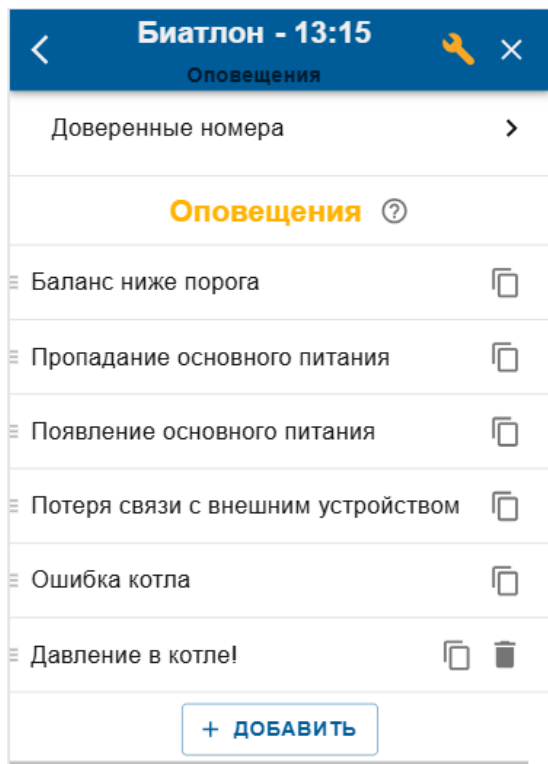 Биатлон - 13:15
Оповещения
Доверенные номера
Оповещения
Баланс ниже порога
Пропадание основного питания
Появление основного питания
Потеря связи с внешним устройством
Ошибка котла
Давление в котле!
+ ДОБАВИТЬ